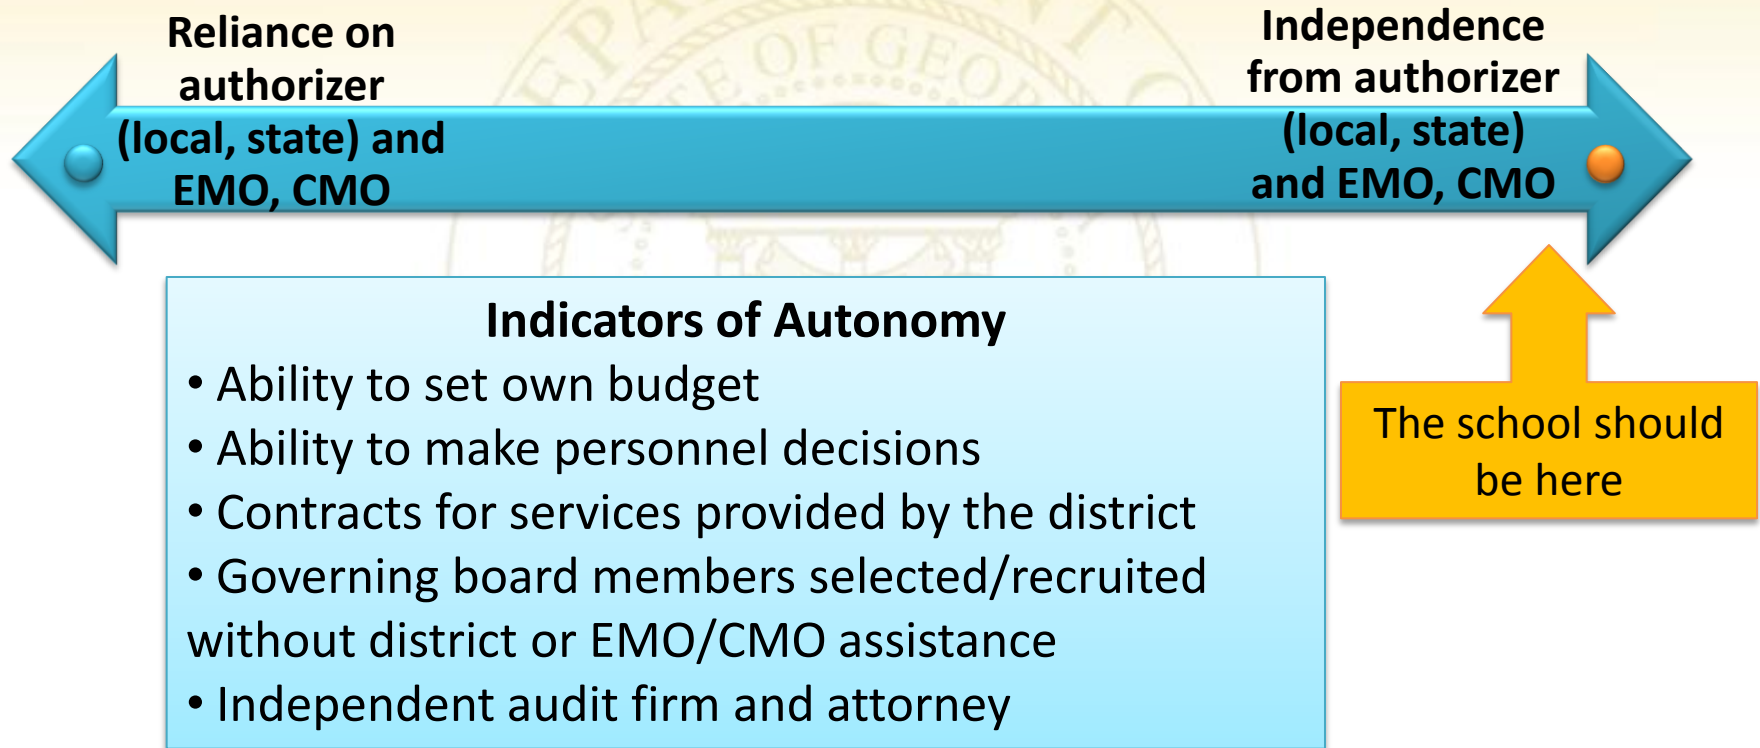 Reliance on
authorizer
(local, state) and
EMO, CMO
Independence
from authorizer
(local, state)
and EMO, CMO
Indicators of Autonomy
• Ability to set own budget
• Ability to make personnel decisions
• Contracts for services provided by the district
• Governing board members selected/recruited
without district or EMO/CMO assistance
• Independent audit firm and attorney
The school should
be here